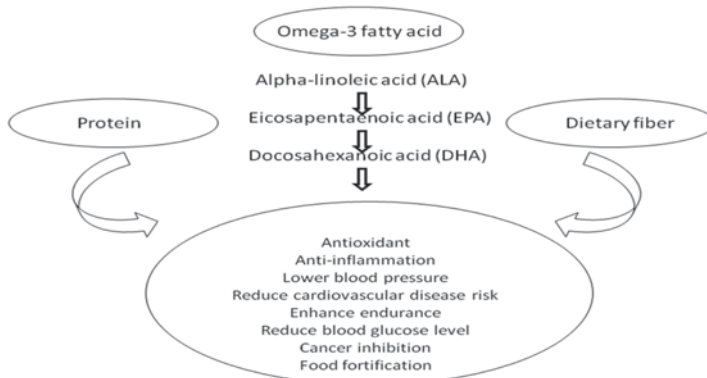 Omega-3 fatty acid
Alpha-linoleic acid (ALA)
Protein
Eicosapentaenoic acid (EPA)
Dietary fiber
Docosahexanoic acid (DHA)
Antioxidant
Anti-inflammation
Lower blood pressure
Reduce cardiovascular disease risk
Enhance endurance
Reduce blood glucose level
Cancer inhibition
Food fortification